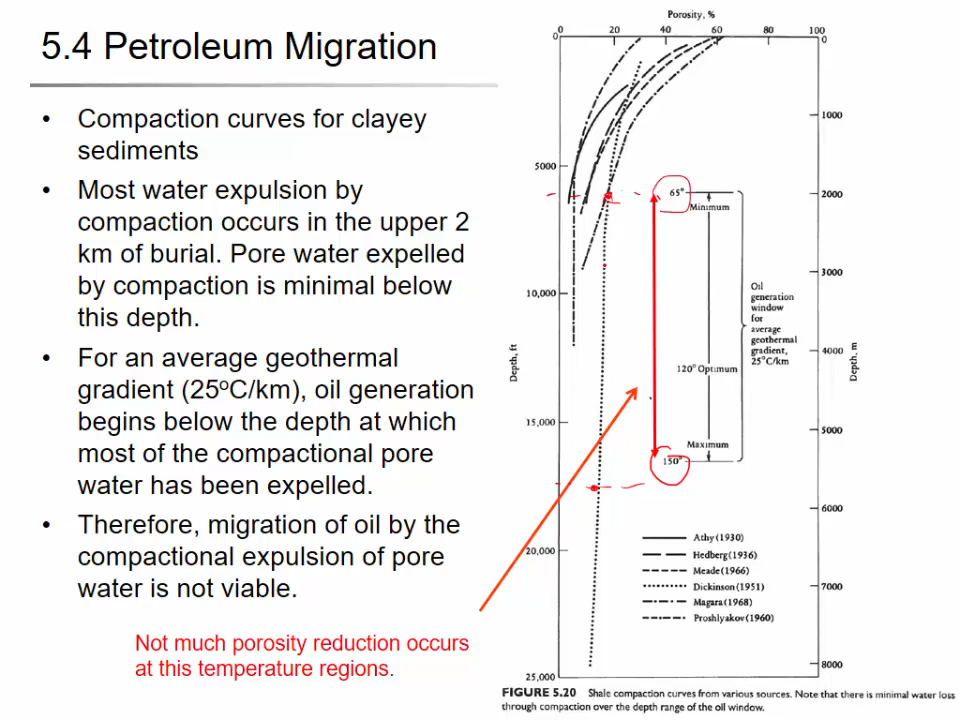 5.4 Petroleum Migration
• Compaction curves for clayey
sediments
• Most water expulsion by
compaction occurs in the upper 2
km of burial. Pore water expelled
by compaction is minimal below
this depth.
• For an average geothermal
gradient (25ºC/km), oil generation
begins below the depth at which
most of the compactional pore
water has been expelled.
• Therefore, migration of oil by the
compactional expulsion of pore
water is not viable.
Not much porosity reduction occurs
at this temperature regions.
Porosity, %
0 20 40 60 80 100
0
0
1000
5000
2000
65°
Minimum
3000
10,000
Oil
generation
window
for
average
geothermal
gradient,
25°C/km
Depth, ft
4000
Depth, m
120° Optimum
15,000
5000
Maximum
150°
6000
Athy (1930)
20,000
Hedberg (1936)
Meade (1966)
Dickinson (1951)
7000
Magara (1968)
Proshlyakov (1960)
8000
25,000
FIGURE 5.20 Shale compaction curves from various sources. Note that there is minimal water loss
through compaction over the depth range of the oil window.